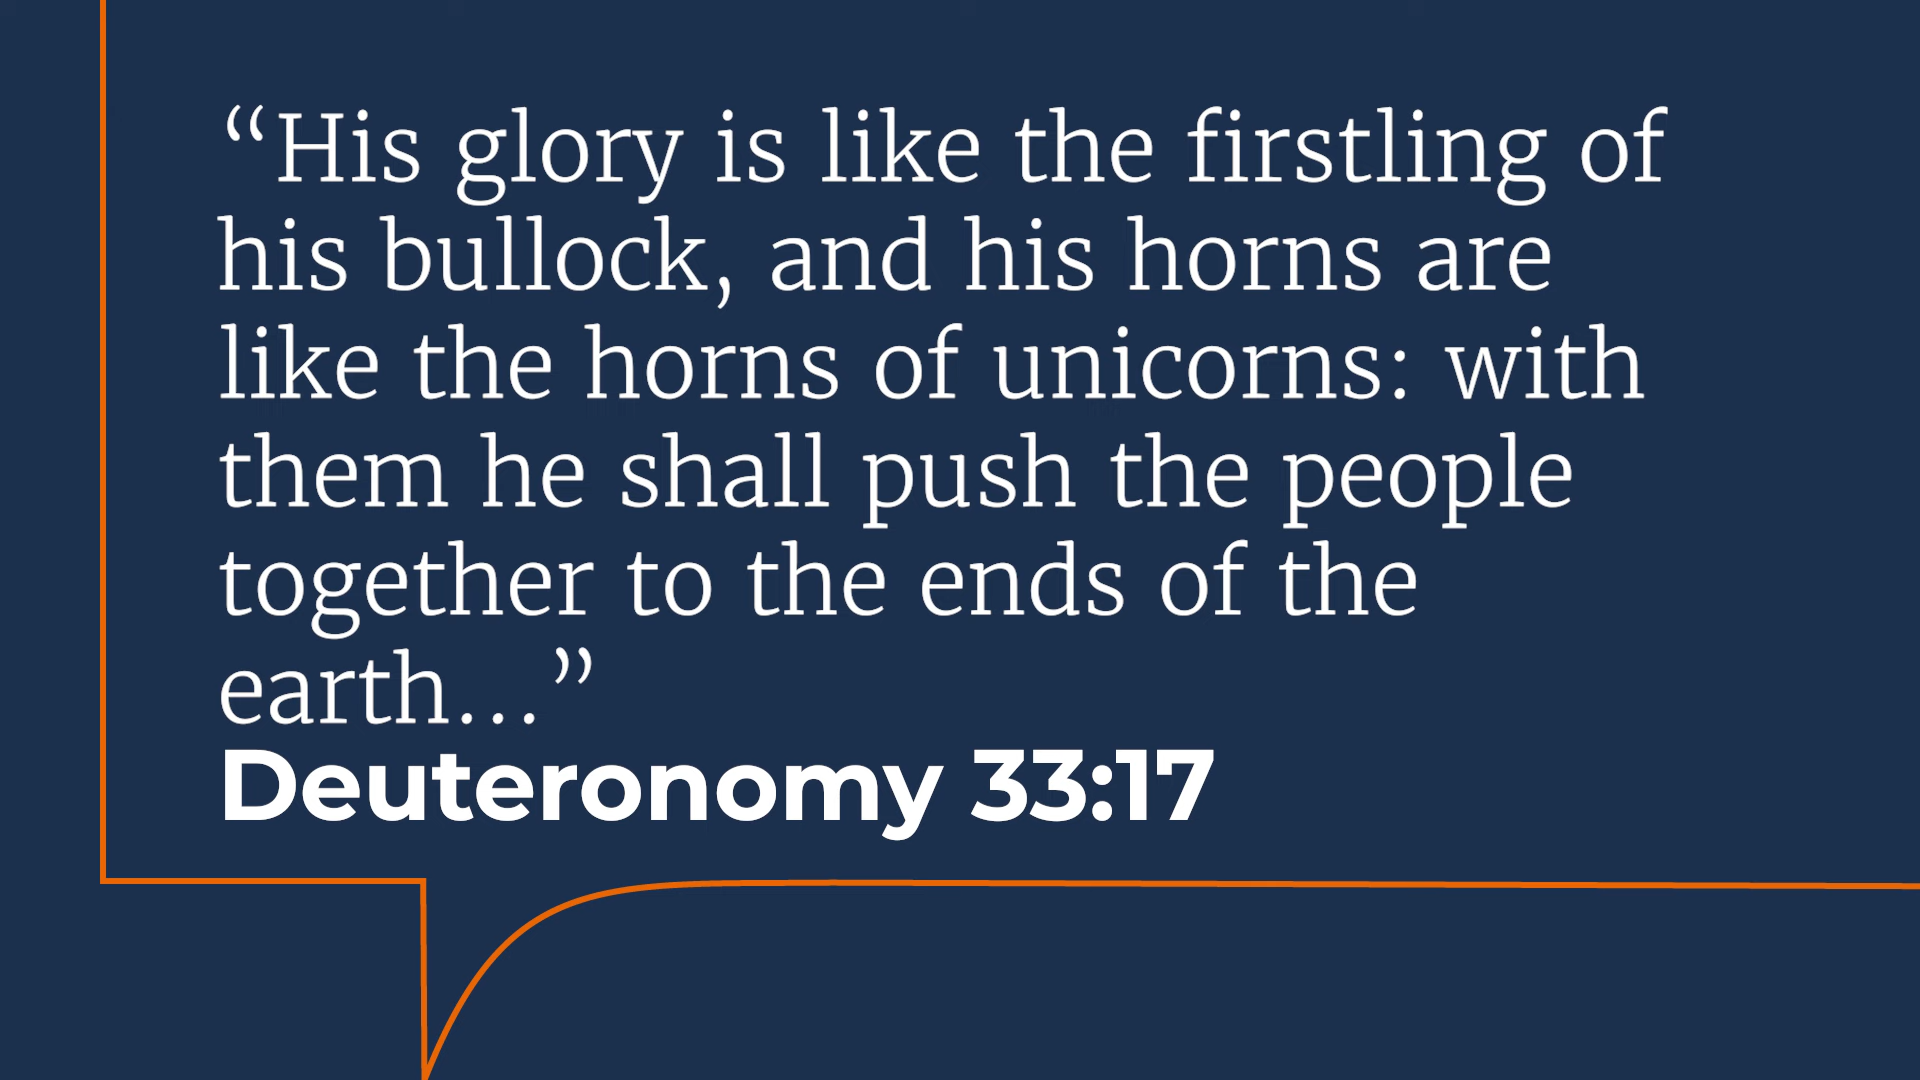 “His glory is like the firstling of
his bullock, and his horns are
like the horns of unicorns: with
them he shall push the people
together to the ends of the
earth...”
Deuteronomy 33:17